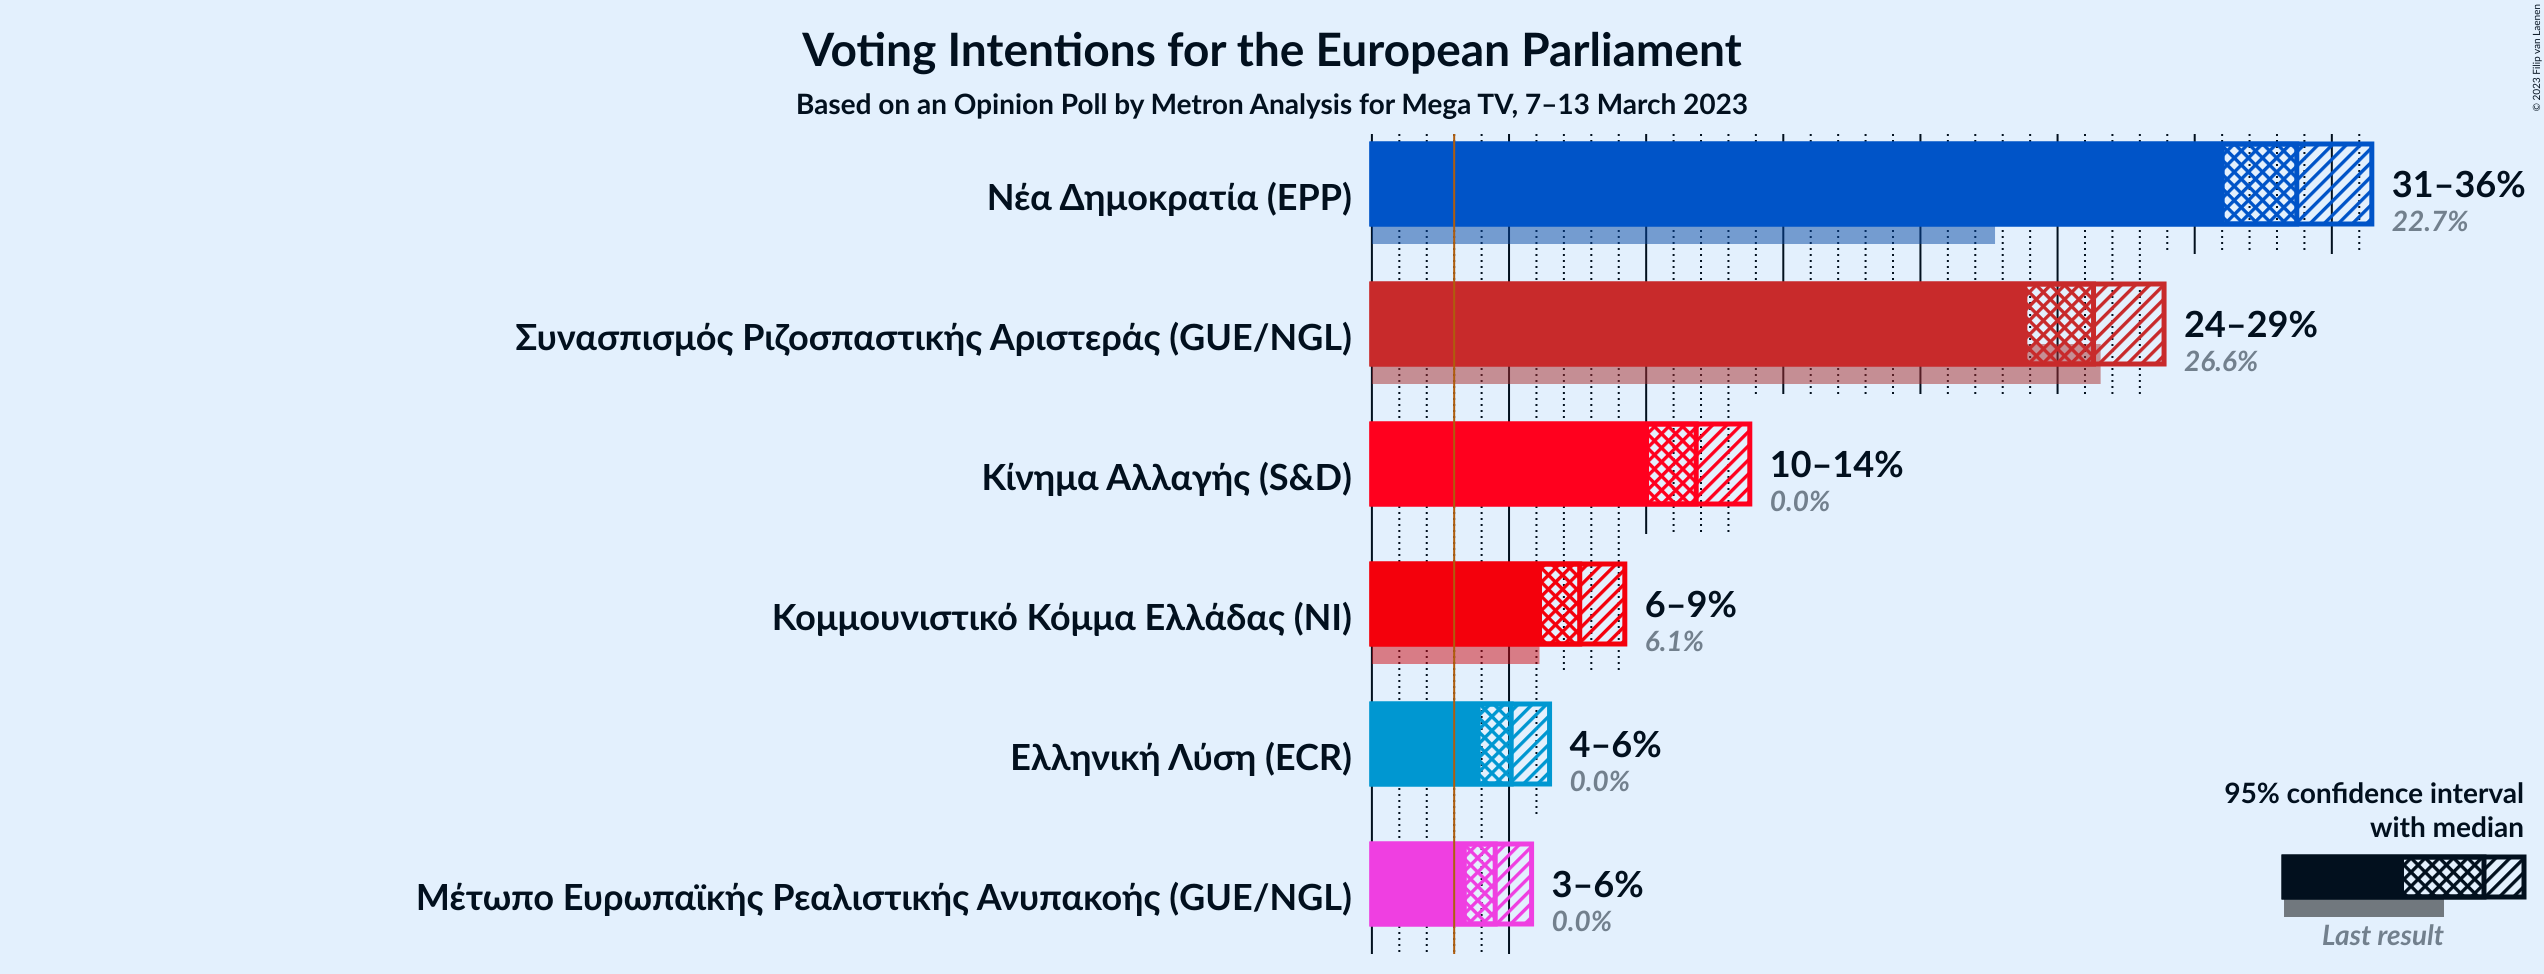 Voting Intentions for the European Parliament
Based on an Opinion Poll by Metron Analysis for Mega TV, 7–13 March 2023
© 2023 Filip van Laenen
Νέα Δημοκρατία (EPP)
31–36%
22.7%
Συνασπισμός Ριζοσπαστικής Αριστεράς (GUE/NGL)
24–29%
26.6%
Κίνημα Αλλαγής (S&D)
10–14%
0.0%
Κομμουνιστικό Κόμμα Ελλάδας (NI)
6–9%
6.1%
Ελληνική Λύση (ECR)
4–6%
0.0%
Μέτωπο Ευρωπαϊκής Ρεαλιστικής Ανυπακοής (GUE/NGL)
3–6%
0.0%
95% confidence interval
with median
Last result